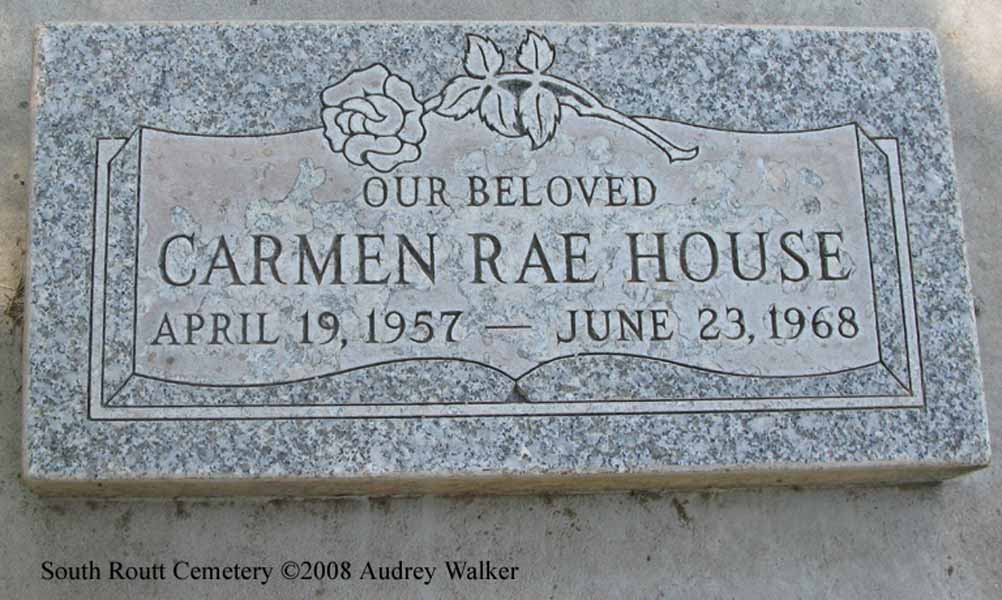 OUR BELOVED
CARMEN RAE HOUSE
APRIL 19, 1957 — JUNE 23, 1968
South Routt Cemetery ©2008 Audrey Walker